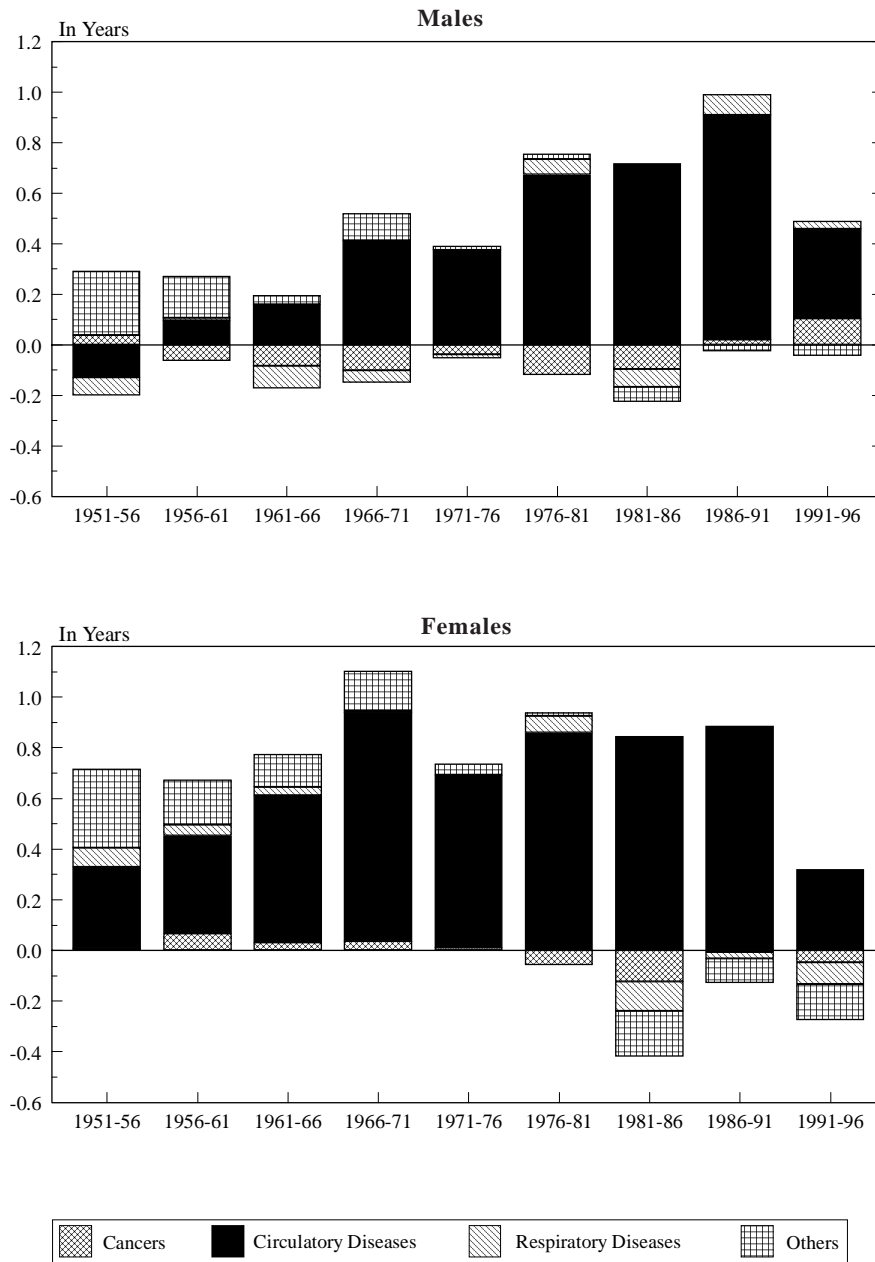 Males
In Years
1.2
1.0
0.8
0.6
0.4
0.2
0.0
-0.2
-0.4
-0.6
1951-56 1956-61 1961-66 1966-71 1971-76 1976-81 1981-86 1986-91 1991-96
Females
In Years
1.2
1.0
0.8
0.6
0.4
0.2
0.0
-0.2
-0.4
-0.6
1951-56 1956-61 1961-66 1966-71 1971-76 1976-81 1981-86 1986-91 1991-96
Cancers Circulatory Diseases Respiratory Diseases Others